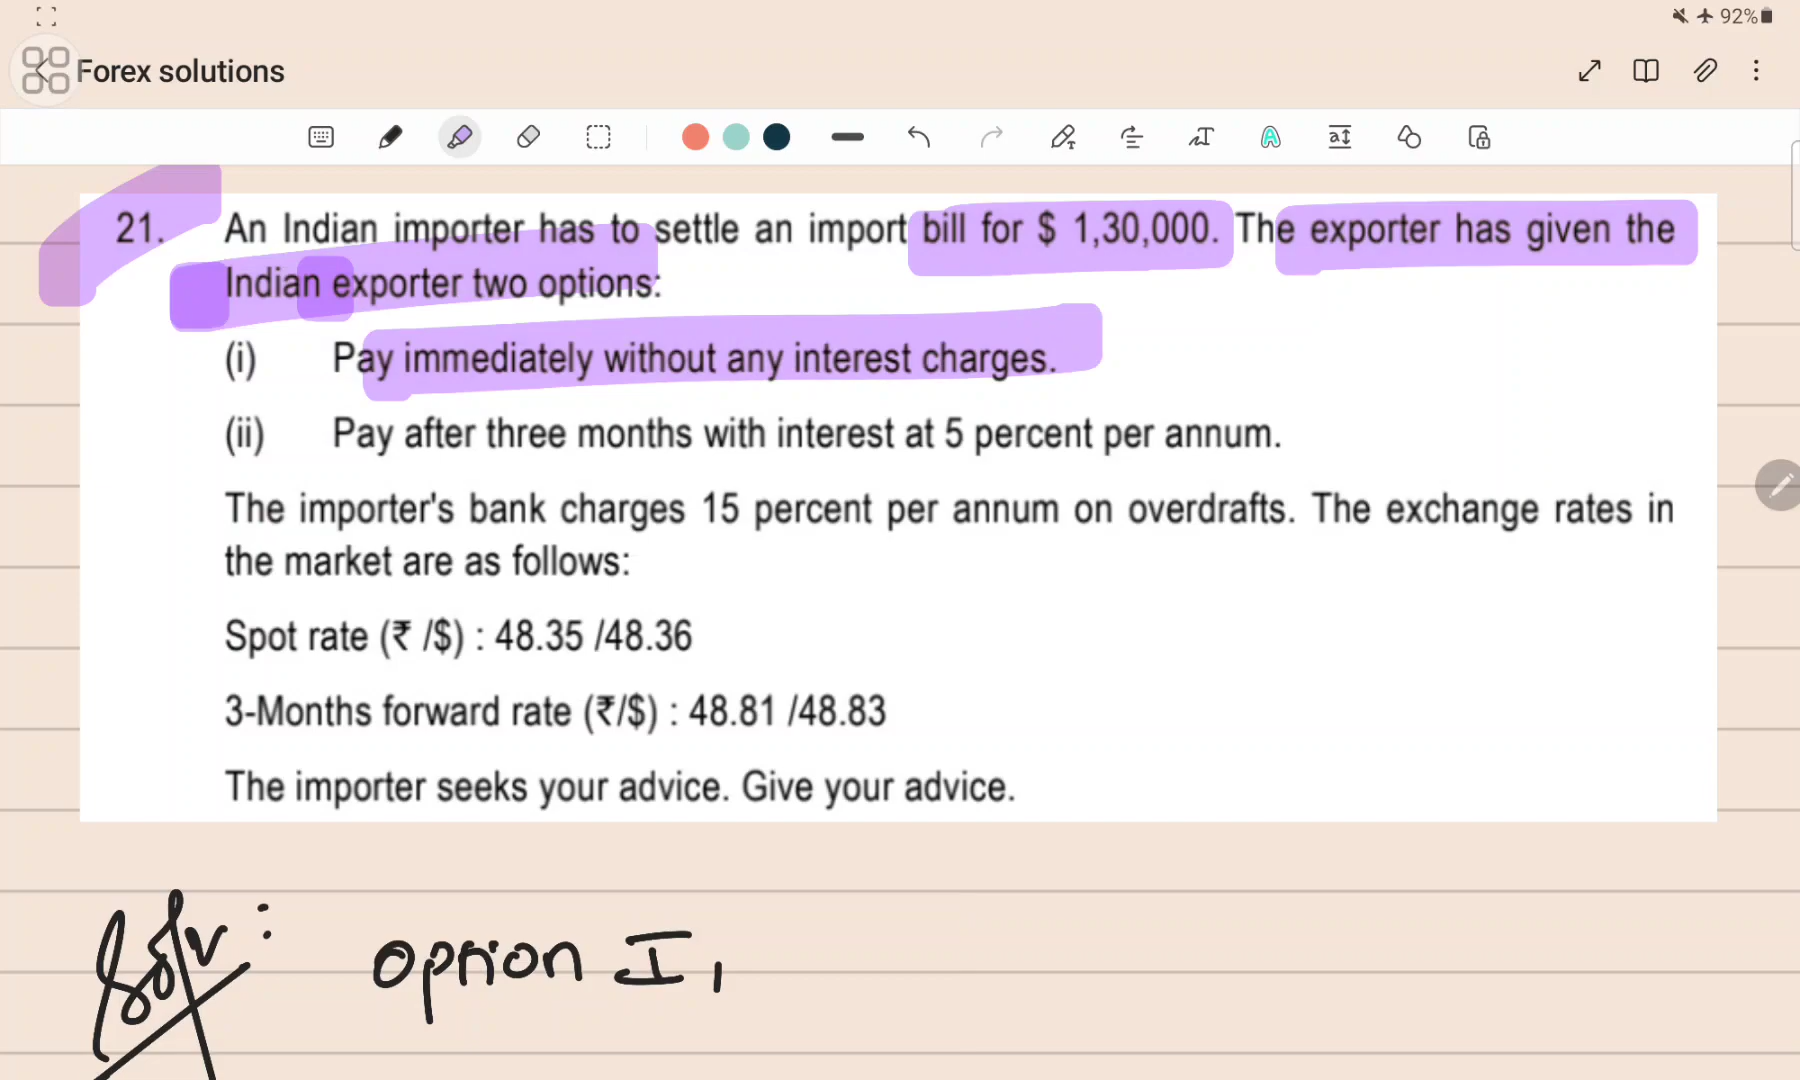 92%
Forex solutions
21. An Indian importer has to settle an import bill for $ 1,30,000. The exporter has given the
Indian exporter two options:
(i) Pay immediately without any interest charges.
(ii) Pay after three months with interest at 5 percent per annum.
The importer's bank charges 15 percent per annum on overdrafts. The exchange rates in
the market are as follows:
Spot rate (₹ /$) : 48.35 /48.36
3-Months forward rate (₹/$) : 48.81 /48.83
The importer seeks your advice. Give your advice.
Option I,